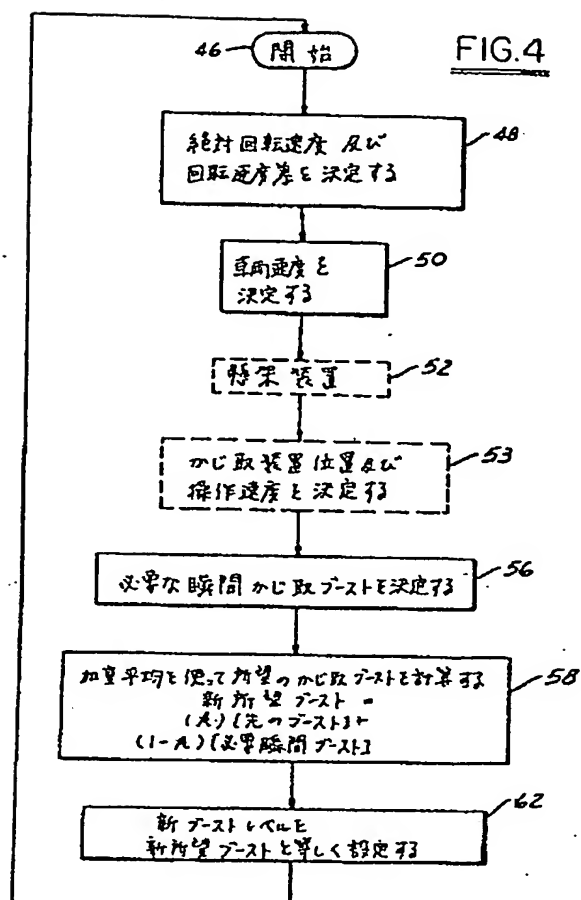 FIG.4
46
開始
絶対回転速度 及び
回転速度差を決定する
48
車両速度を
決定する
50
懸架装置
52
かじ取装置位置及び
操作速度を決定する
53
必要な瞬間かじ取ブーストを決定する
56
加重平均を使って所望のかじ取ブーストを計算する
新所望ブースト =
(A)[先のブースト]+
(1-A)[必要瞬間ブースト]
58
新ブーストレベルを
新所望ブーストと等しく設定する
62